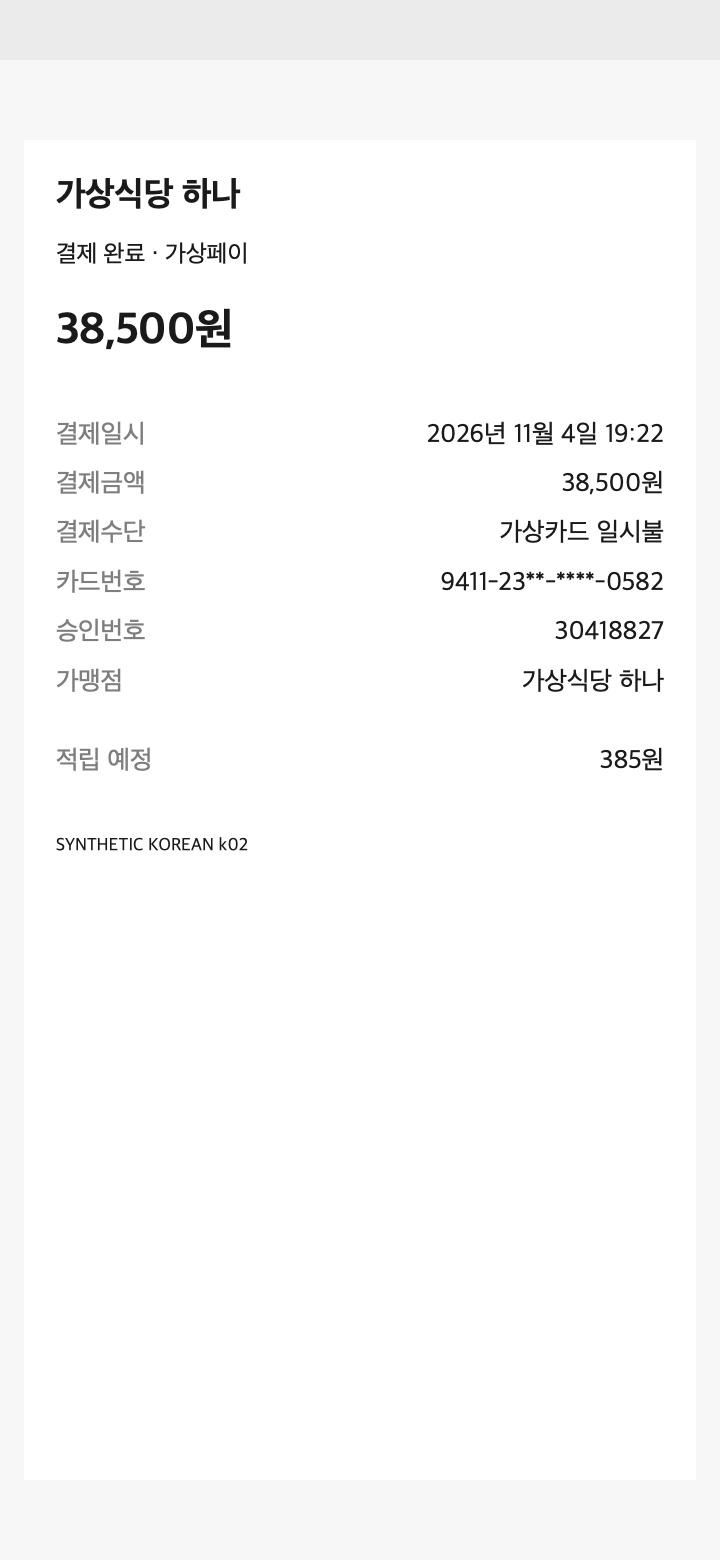 가상식당 하나
결제 완료 · 가상페이
38,500원
결제일시 2026년 11월 4일 19:22
결제금액 38,500원
결제수단 가상카드 일시불
카드번호 9411-23**-****-0582
승인번호 30418827
가맹점 가상식당 하나
적립 예정 385원
SYNTHETIC KOREAN k02